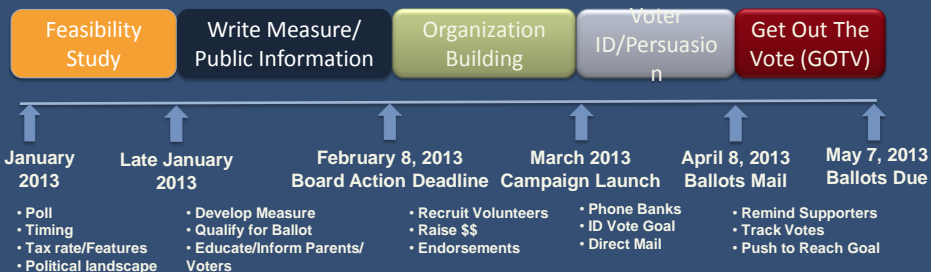 Feasibility
Study
Write Measure/
Public Information
Organization
Building
Voter
ID/Persuasio
n
Get Out The
Vote (GOTV)
January
2013
Late January
2013
February 8, 2013
Board Action Deadline
March 2013
Campaign Launch
April 8, 2013
Ballots Mail
May 7, 2013
Ballots Due
• Poll
• Timing
• Tax rate/Features
• Political landscape
• Develop Measure
• Qualify for Ballot
• Educate/Inform Parents/
Voters
• Recruit Volunteers
• Raise $$
• Endorsements
• Phone Banks
• ID Vote Goal
• Direct Mail
• Remind Supporters
• Track Votes
• Push to Reach Goal